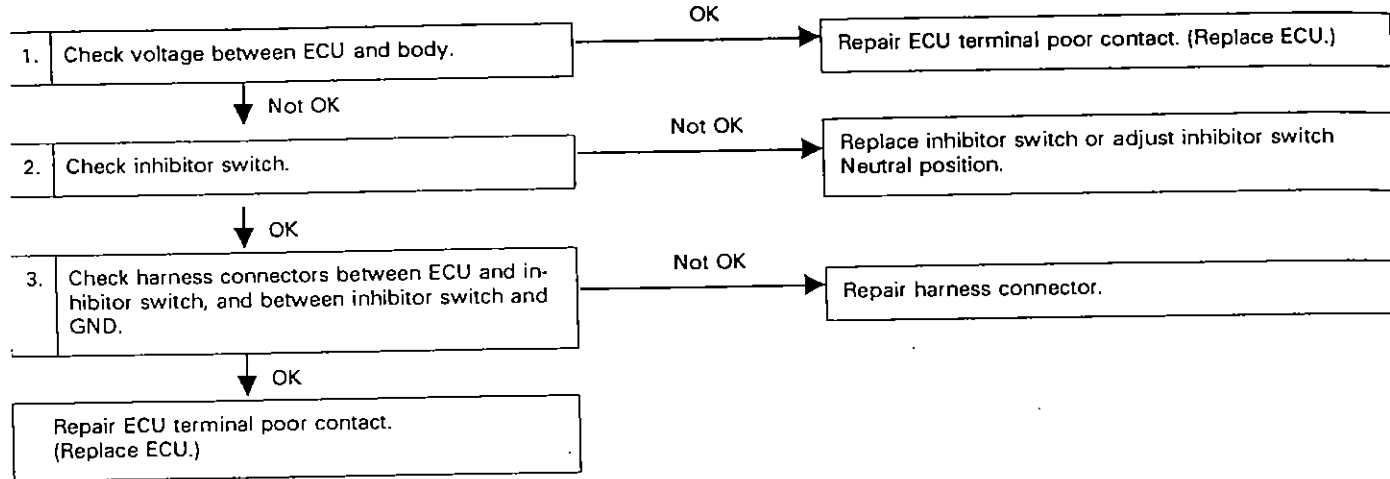 OK
1. Check voltage between ECU and body.
Repair ECU terminal poor contact. (Replace ECU.)
Not OK
2. Check inhibitor switch.
Not OK
Replace inhibitor switch or adjust inhibitor switch
Neutral position.
OK
3. Check harness connectors between ECU and in-
hibitor switch, and between inhibitor switch and
GND.
Not OK
Repair harness connector.
OK
Repair ECU terminal poor contact.
(Replace ECU.)